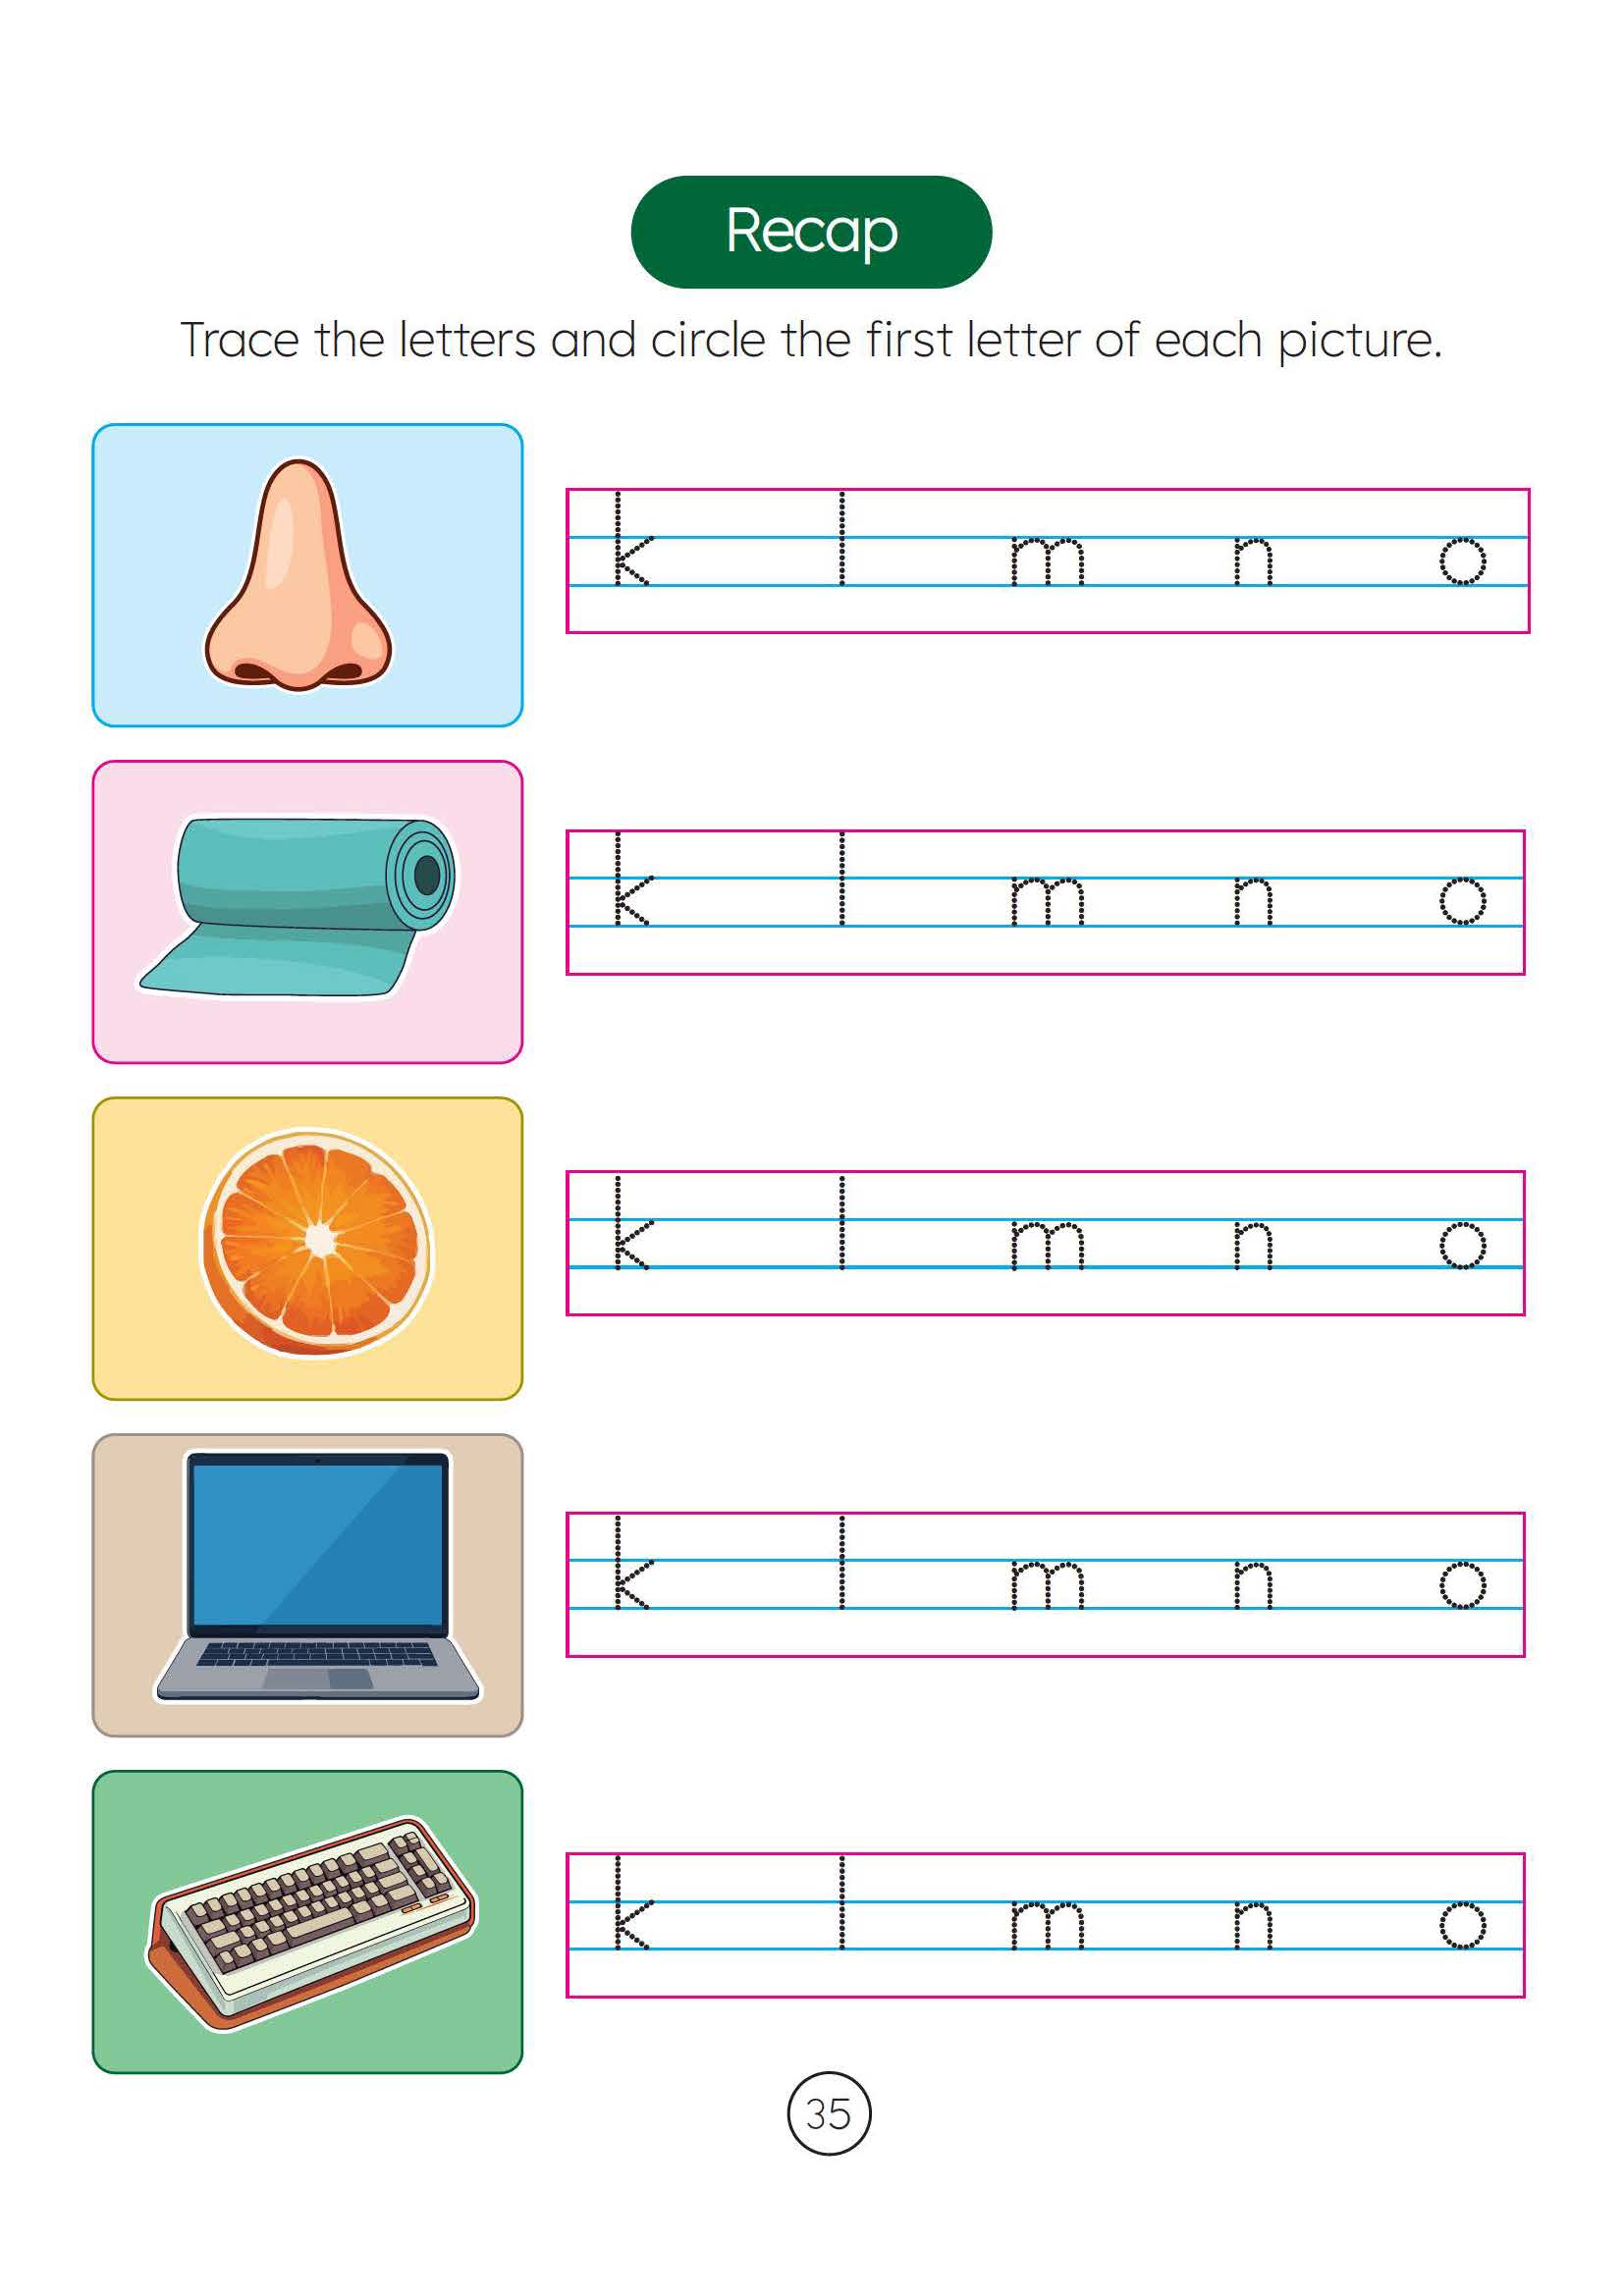 Recap
Trace the letters and circle the first letter of each picture.
k l m n o
k l m n o
k l m n o
k l m n o
k l m n o
35